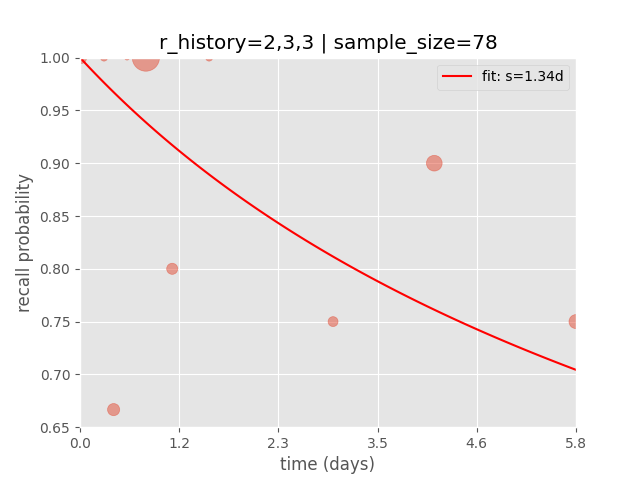 r_history=2,3,3 | sample_size=78
fit: s=1.34d
1.00
0.95
0.90
0.85
0.80
0.75
0.70
0.65
recall probability
0.0 1.2 2.3 3.5 4.6 5.8
time (days)